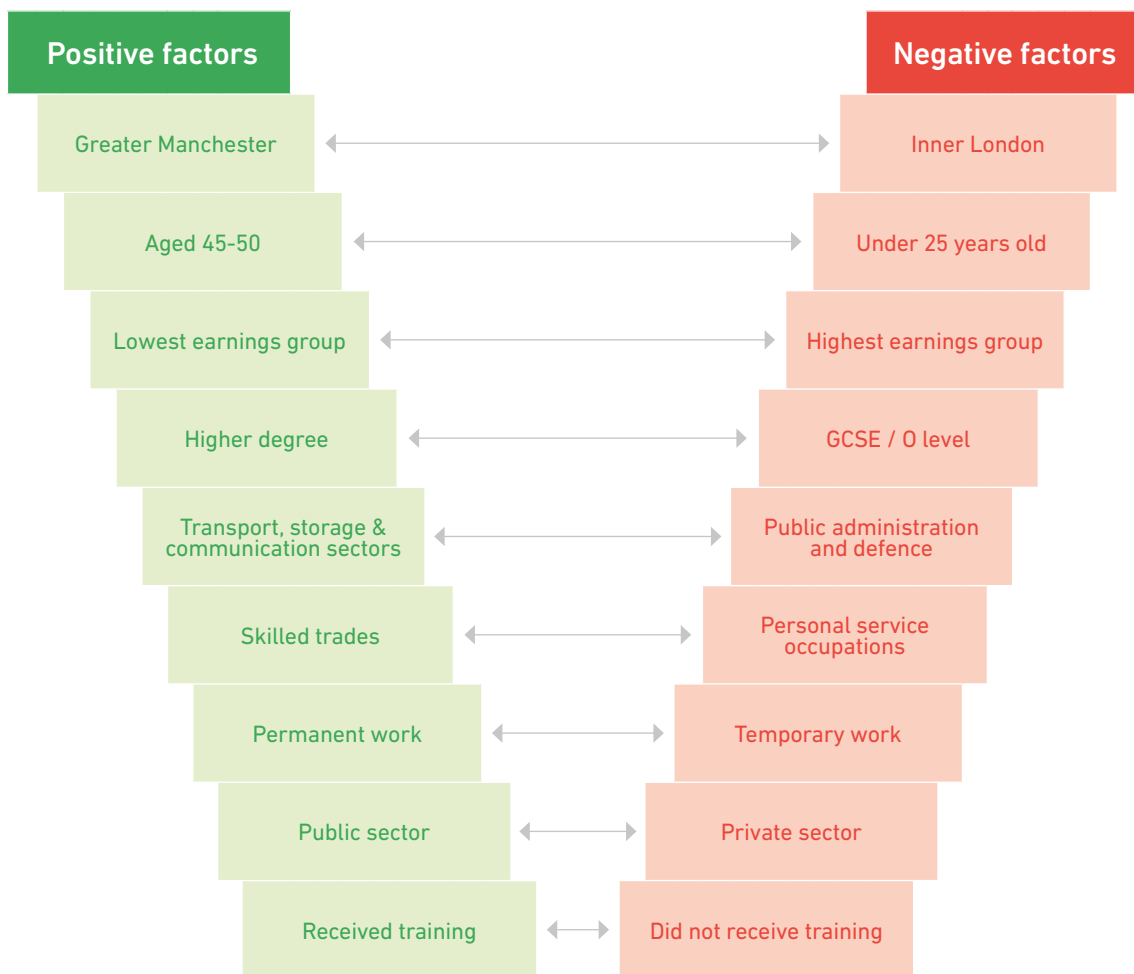 Positive factors
Negative factors
Greater Manchester
Inner London
Aged 45-50
Under 25 years old
Lowest earnings group
Highest earnings group
Higher degree
GCSE / O level
Transport, storage &
communication sectors
Public administration
and defence
Skilled trades
Personal service
occupations
Permanent work
Temporary work
Public sector
Private sector
Received training
Did not receive training